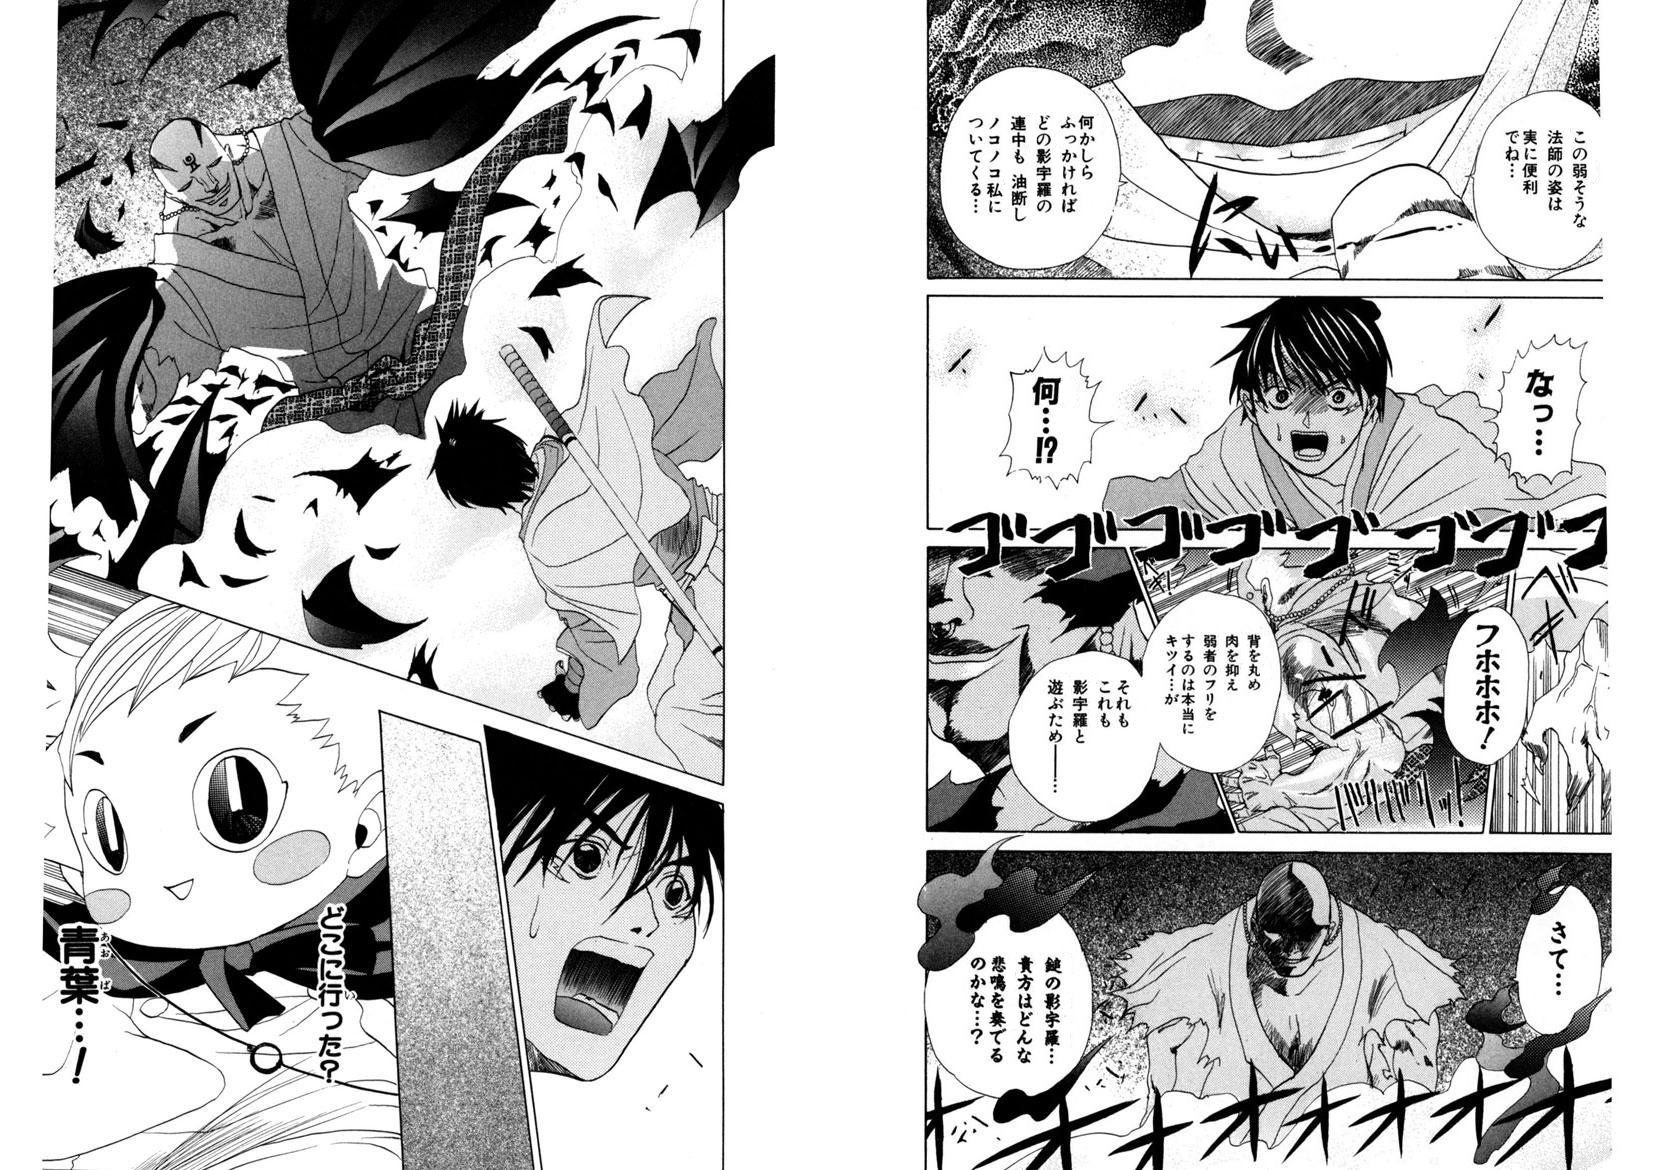 この弱そうな
法師の姿は
実に便利
でね…
何かしら
ふっかければ
どの影宇羅の
連中も 油断し
ノコノコ私に
ついてくる…
にい
なっ…
何…!?
ゴゴゴゴゴゴゴ
フホホホ!
背を丸め
肉を抑え
弱者のフリを
するのは本当に
キツイ…が
それも
これも
影宇羅と
遊ぶため――…
さて…
鎚の影宇羅…
貴方はどんな
悲鳴を奏でる
のかな…?
オオオオオオオオ
どこに行った?
青葉…!